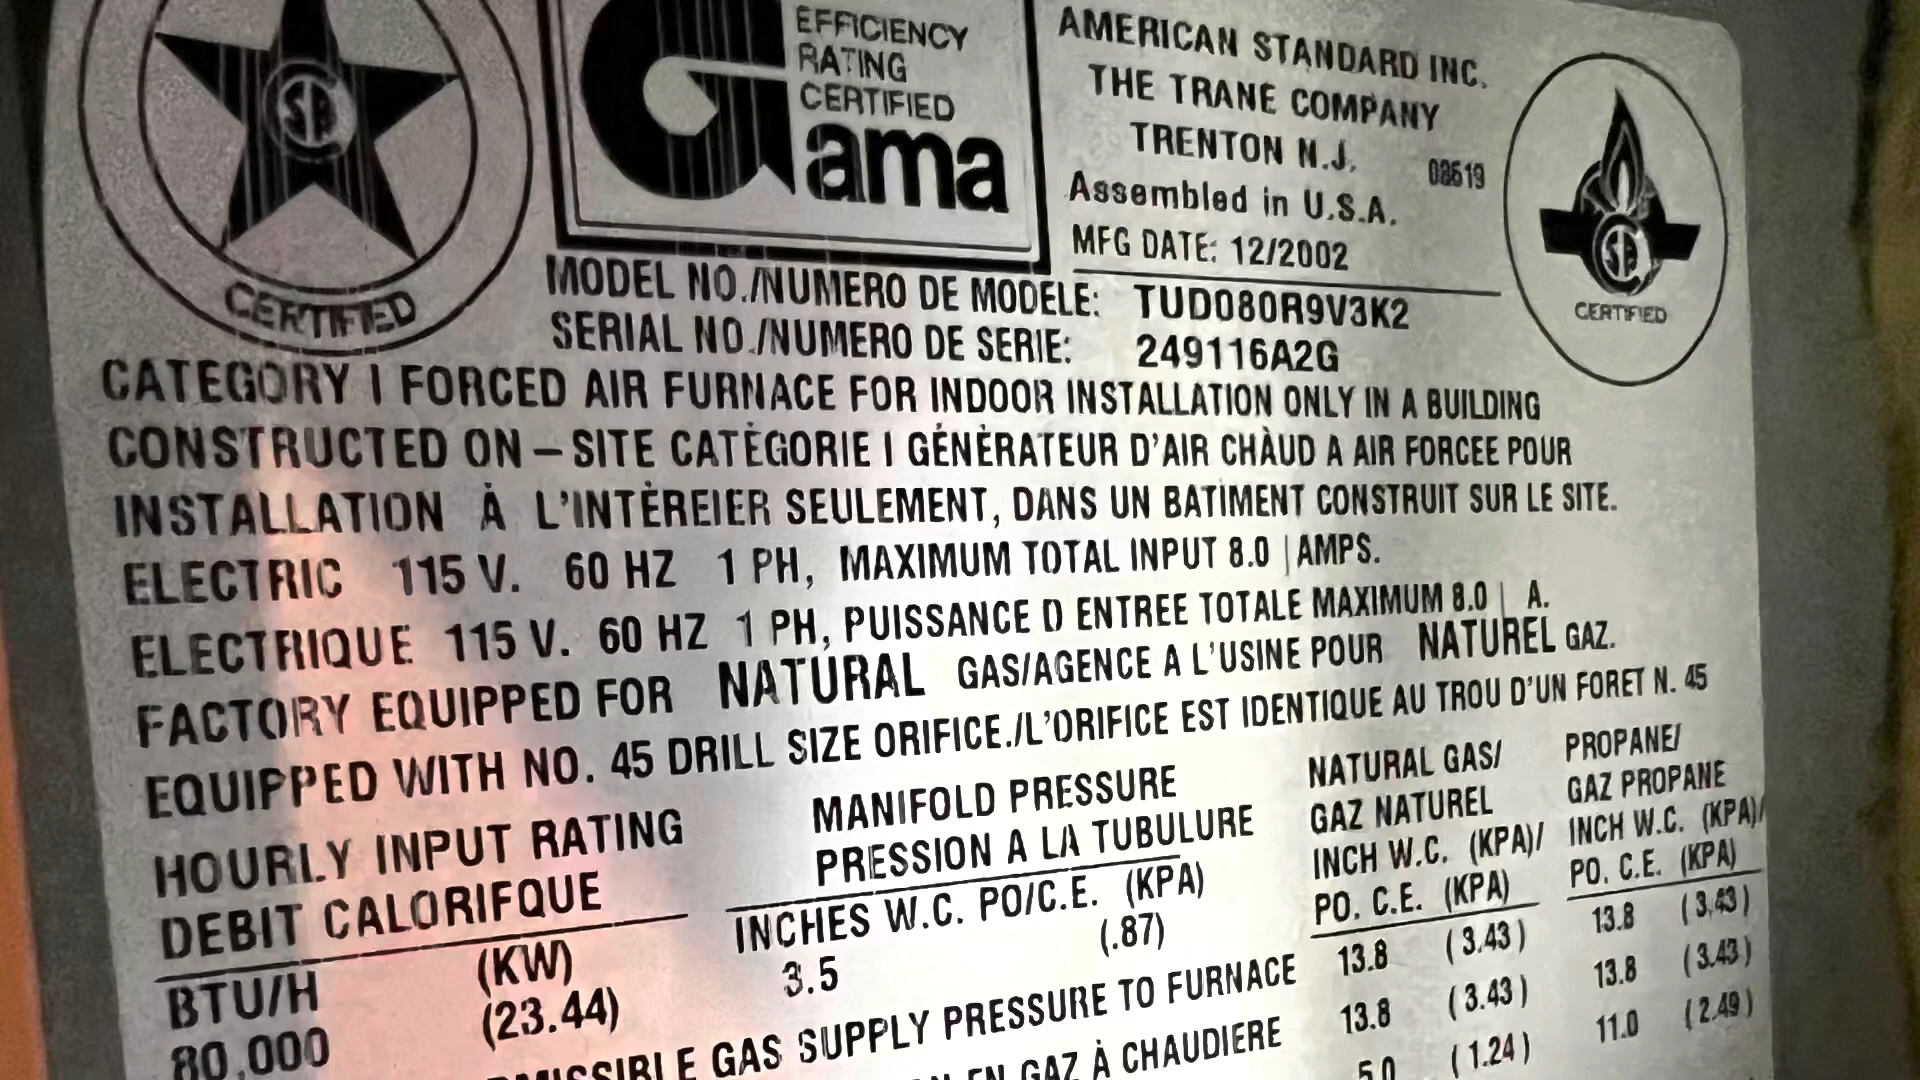 CERTIFIED
EFFICIENCY
RATING
CERTIFIED
Gama
AMERICAN STANDARD INC.
THE TRANE COMPANY
TRENTON N.J.
Assembled in U.S.A.
MFG DATE: 12/2002
CERTIFIED
MODEL NO./NUMERO DE MODELE: TUD080R9V3K2
SERIAL NO./NUMERO DE SERIE: 249116A2G
CATEGORY I FORCED AIR FURNACE FOR INDOOR INSTALLATION ONLY IN A BUILDING
CONSTRUCTED ON – SITE CATÈGORIE I GÉNÈRATEUR D'AIR CHÀUD A AIR FORCEE POUR
INSTALLATION À L'INTÈREIER SEULEMENT, DANS UN BATIMENT CONSTRUIT SUR LE SITE.
ELECTRIC 115 V. 60 HZ 1 PH, MAXIMUM TOTAL INPUT 8.0 | AMPS.
ELECTRIQUE 115 V. 60 HZ 1 PH, PUISSANCE D ENTREE TOTALE MAXIMUM 8.0 | A.
FACTORY EQUIPPED FOR NATURAL GAS/AGENCE A L'USINE POUR NATUREL GAZ.
EQUIPPED WITH NO. 45 DRILL SIZE ORIFICE./L'ORIFICE EST IDENTIQUE AU TROU D'UN FORET N. 45
HOURLY INPUT RATING
DEBIT CALORIFQUE
BTU/H (KW)
80,000 (23.44)
MANIFOLD PRESSURE
PRESSION A LA TUBULURE
INCHES W.C. PO/C.E. (KPA)
3.5 (.87)
NATURAL GAS/
GAZ NATUREL
INCH W.C. (KPA)/
PO. C.E. (KPA)
PROPANE/
GAZ PROPANE
INCH W.C. (KPA)/
PO. C.E. (KPA)
GAS SUPPLY PRESSURE TO FURNACE 13.8 (3.43) 13.8 (3.43)
EN GAZ À CHAUDIERE 13.8 (3.43) 13.8 (3.43)
5.0 (1.24) 11.0 (2.49)